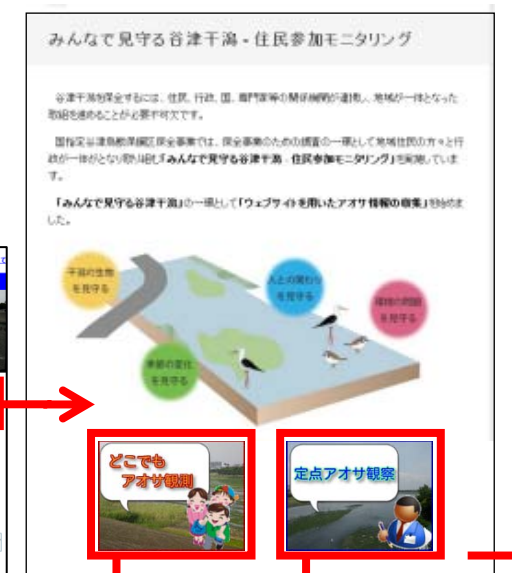 みんなで見守る谷津干潟 - 住民参加モニタリング
谷津干潟を保全するには、住民、行政、国、専門家等の関係機関が連携し、地域が一体となった
取組を進めることが必要不可欠です。
国指定谷津鳥獣保護区保全事業では、保全事業のための調査の一環として地域住民の方々と行
政が一体がとなり取り組む「みんなで見守る谷津干潟 住民参加モニタリング」を実施していま
す。
「みんなで見守る谷津干潟」の一環として「ウェブサイトを用いたアオサ情報の収集」を始めま
した。
干潟の生物
を見守る
人との関わり
を見守る
環境の問題
を見守る
季節の変化
を見守る
どこでも
アオサ観測
定点アオサ観察